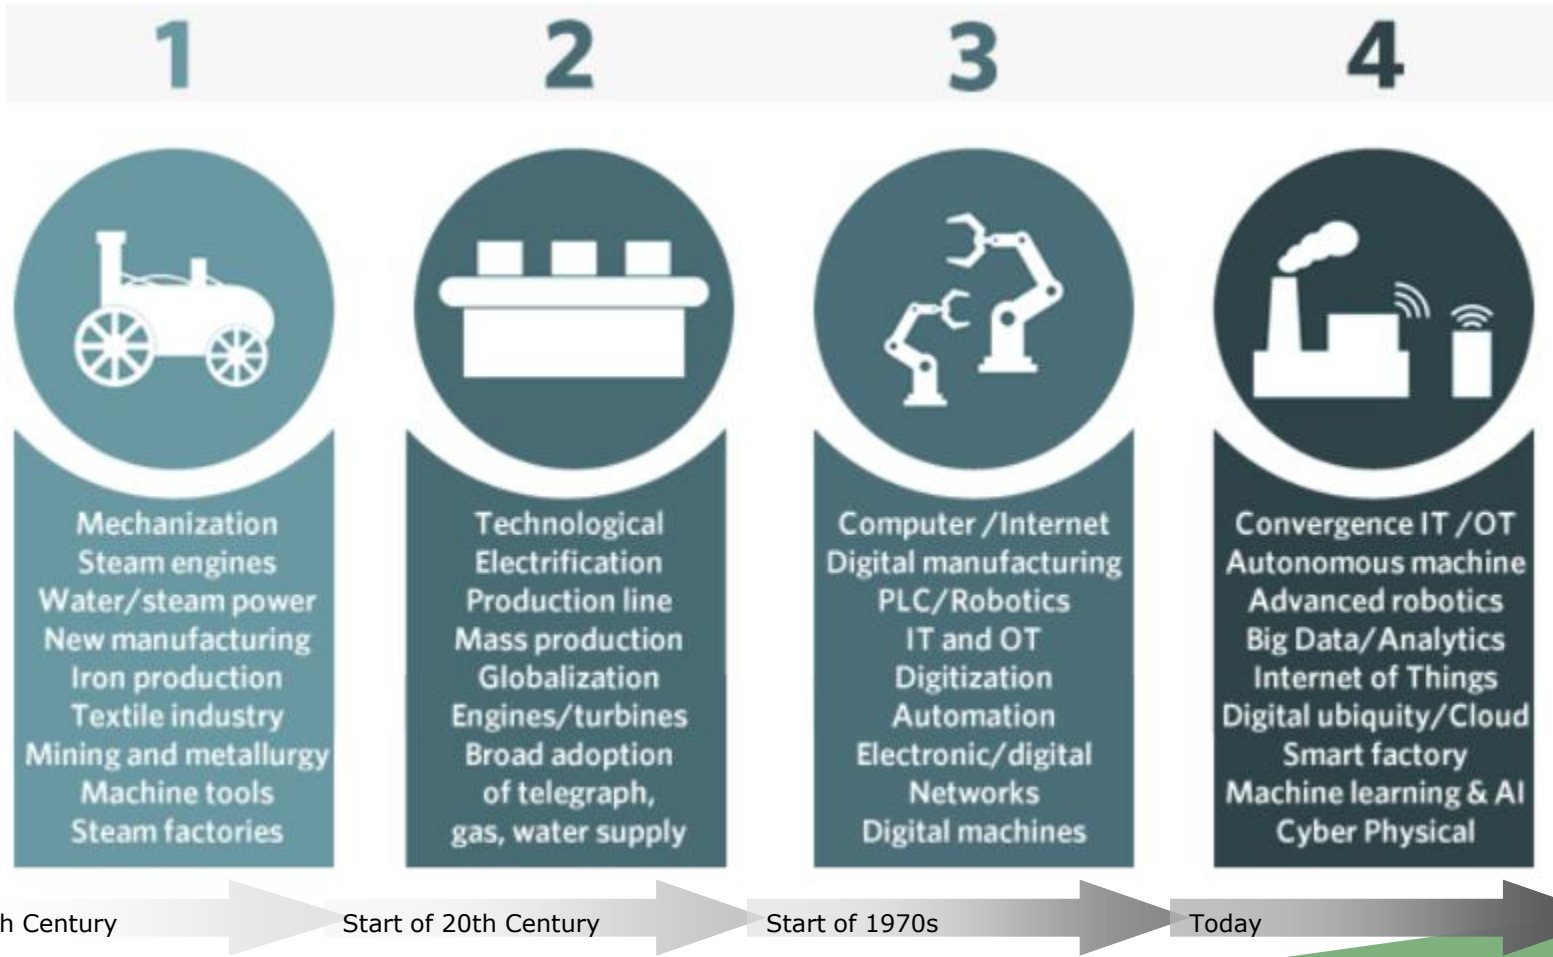 1
2
3
4
Mechanization
Steam engines
Water/steam power
New manufacturing
Iron production
Textile industry
Mining and metallurgy
Machine tools
Steam factories
Technological
Electrification
Production line
Mass production
Globalization
Engines/turbines
Broad adoption
of telegraph,
gas, water supply
Computer /Internet
Digital manufacturing
PLC/Robotics
IT and OT
Digitization
Automation
Electronic/digital
Networks
Digital machines
Convergence IT /OT
Autonomous machine
Advanced robotics
Big Data/Analytics
Internet of Things
Digital ubiquity/Cloud
Smart factory
Machine learning & AI
Cyber Physical
h Century
Start of 20th Century
Start of 1970s
Today